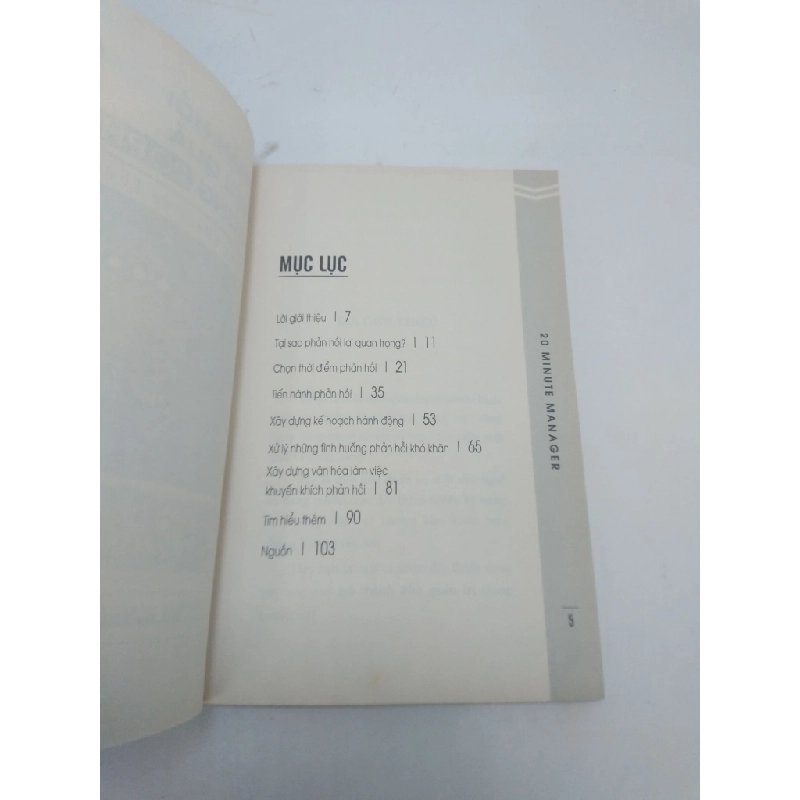 MỤC LỤC
Lời giới thiệu | 7
Tại sao phản hồi lại quan trọng? | 11
Chọn thời điểm phản hồi | 21
Tiến hành phản hồi | 35
Xây dựng kế hoạch hành động | 53
Xử lý những tình huống phản hồi khó khăn | 65
Xây dựng văn hóa làm việc
khuyến khích phản hồi | 81
Tìm hiểu thêm | 90
Nguồn | 103
20 MINUTE MANAGER
| 5